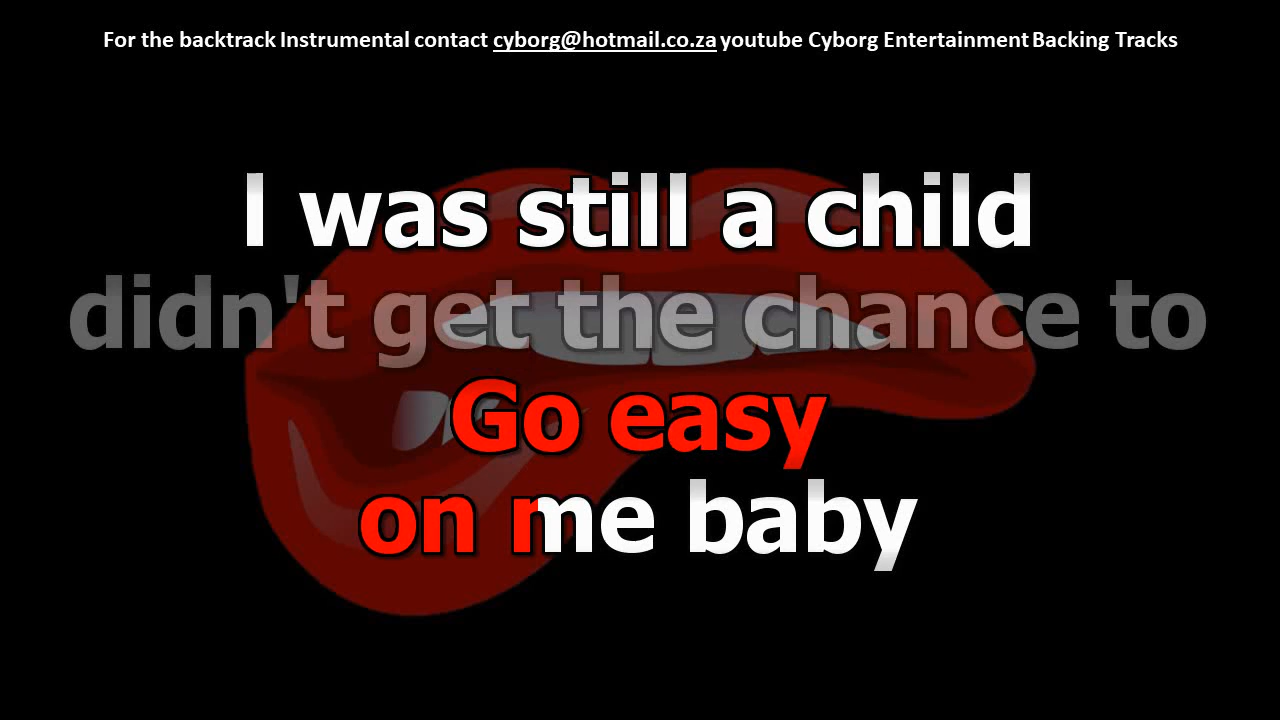 For the backtrack Instrumental contact cyborg@hotmail.co.za youtube Cyborg Entertainment Backing Tracks
I was still a child
didn't get the chance to
Go easy
on me baby